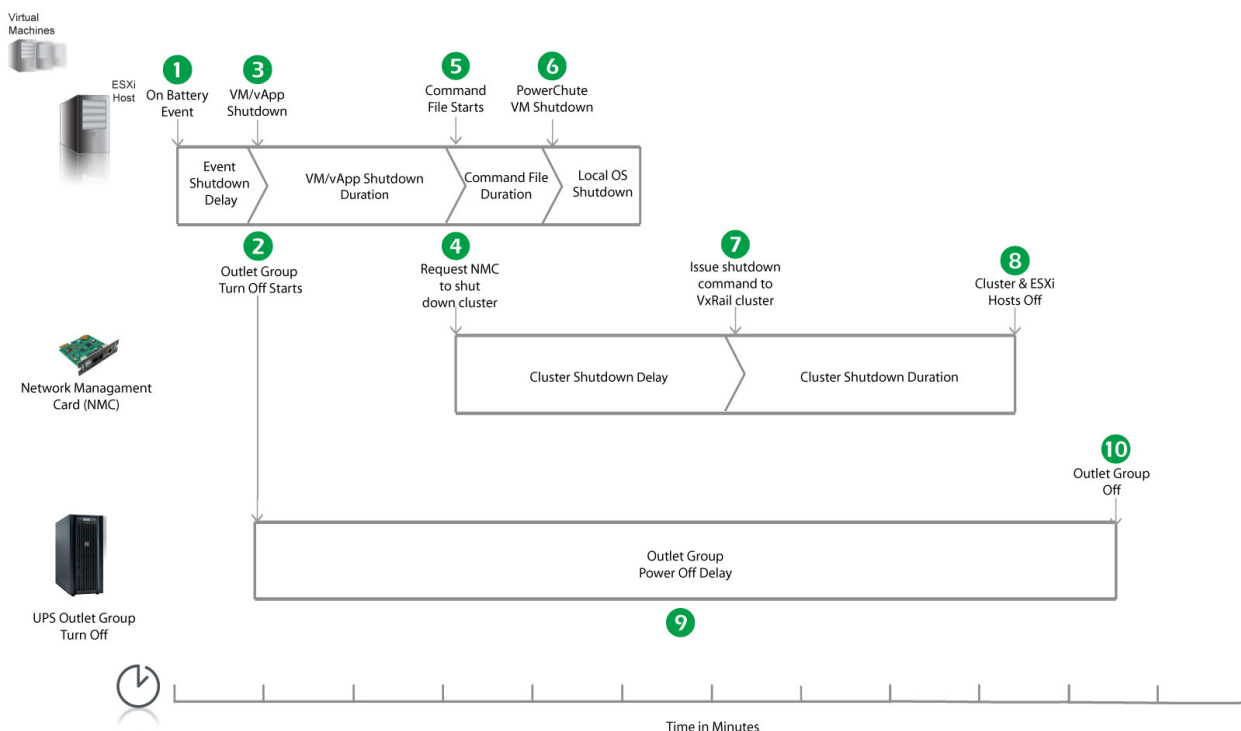 Virtual
Machines
ESXi
Host
1
On Battery
Event
3
VM/vApp
Shutdown
5
Command
File Starts
6
PowerChute
VM Shutdown
Event
Shutdown
Delay
VM/vApp Shutdown
Duration
Command File
Duration
Local OS
Shutdown
2
Outlet Group
Turn Off Starts
4
Request NMC
to shut
down cluster
7
Issue shutdown
command to
VxRail cluster
8
Cluster & ESXi
Hosts Off
Network Managament
Card (NMC)
Cluster Shutdown Delay
Cluster Shutdown Duration
10
Outlet Group
Off
UPS Outlet Group
Turn Off
Outlet Group
Power Off Delay
9
Time in Minutes